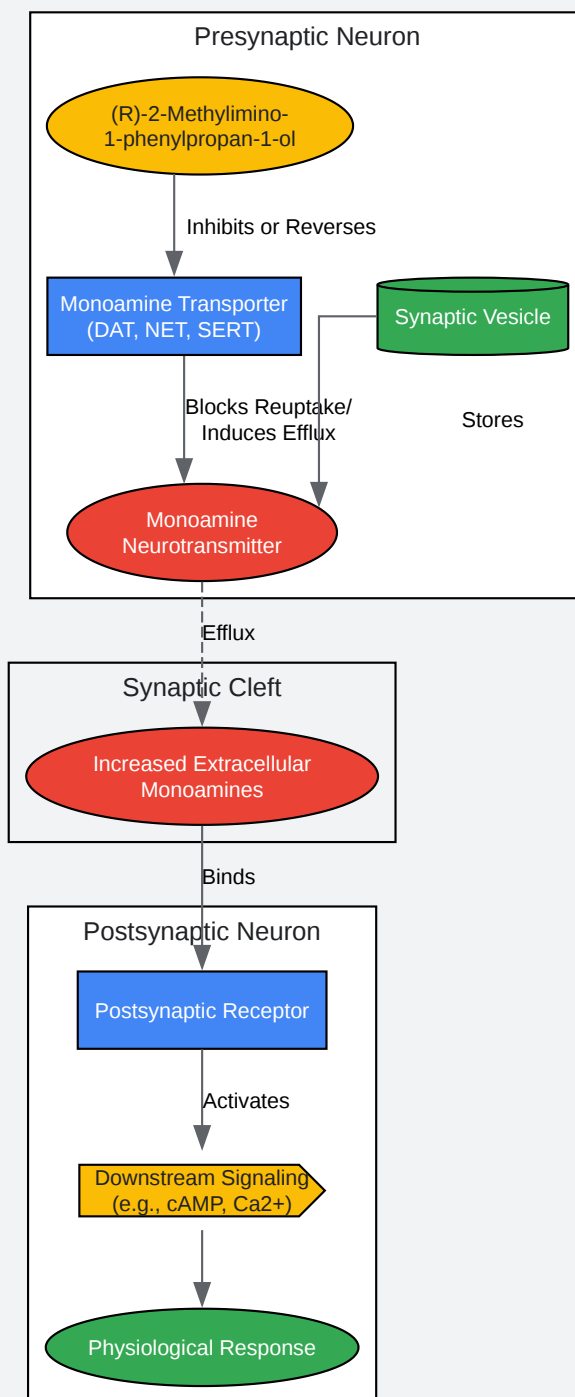 Presynaptic Neuron
(R)-2-Methylimino-
1-phenylpropan-1-ol
Inhibits or Reverses
Monoamine Transporter
(DAT, NET, SERT)
Synaptic Vesicle
Blocks Reuptake/
Induces Efflux
Stores
Monoamine
Neurotransmitter
Efflux
Synaptic Cleft
Increased Extracellular
Monoamines
Binds
Postsynaptic Neuron
Postsynaptic Receptor
Activates
Downstream Signaling
(e.g., cAMP, Ca2+)
Physiological Response